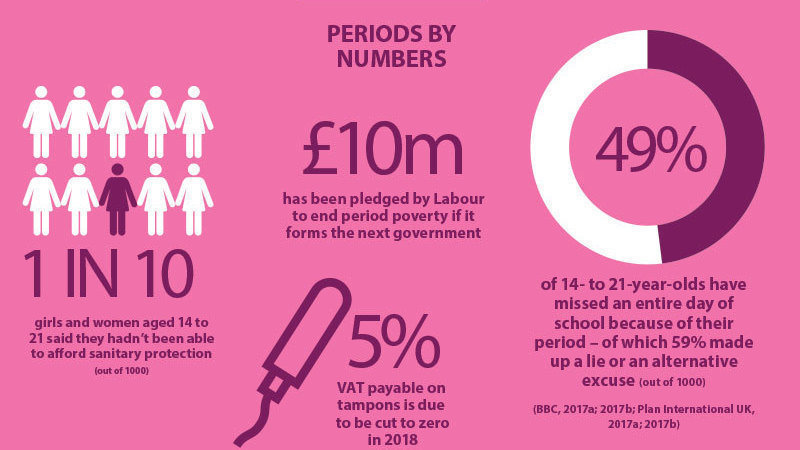 PERIODS BY
NUMBERS
1 IN 10
girls and women aged 14 to
21 said they hadn't been able
to afford sanitary protection
(out of 1000)
£10m
has been pledged by Labour
to end period poverty if it
forms the next government
5%
VAT payable on
tampons is due
to be cut to zero
in 2018
49%
of 14- to 21-year-olds have
missed an entire day of
school because of their
period – of which 59% made
up a lie or an alternative
excuse (out of 1000)
(BBC, 2017a; 2017b; Plan International UK,
2017a; 2017b)